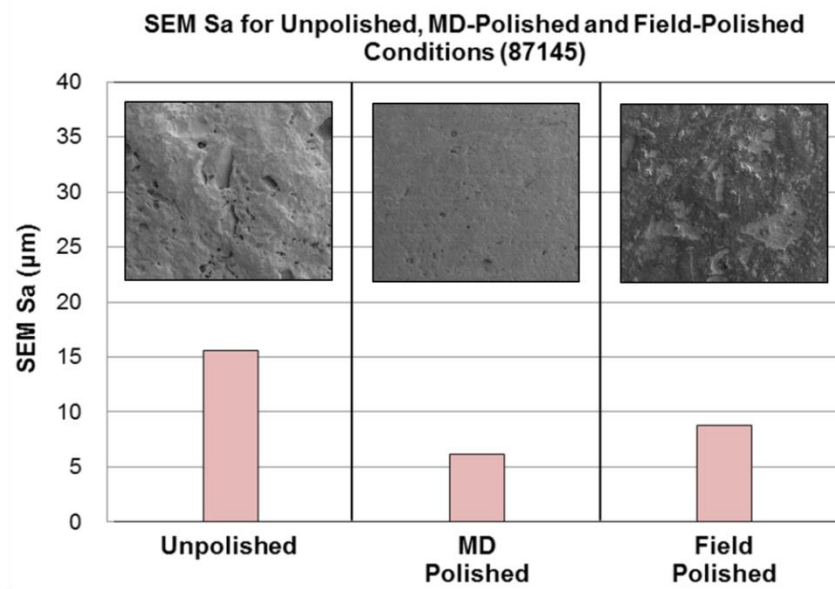 SEM Sa for Unpolished, MD-Polished and Field-Polished
Conditions (87145)
40
35
30
25
20
15
10
5
0
SEM Sa (µm)
Unpolished
MD
Polished
Field
Polished